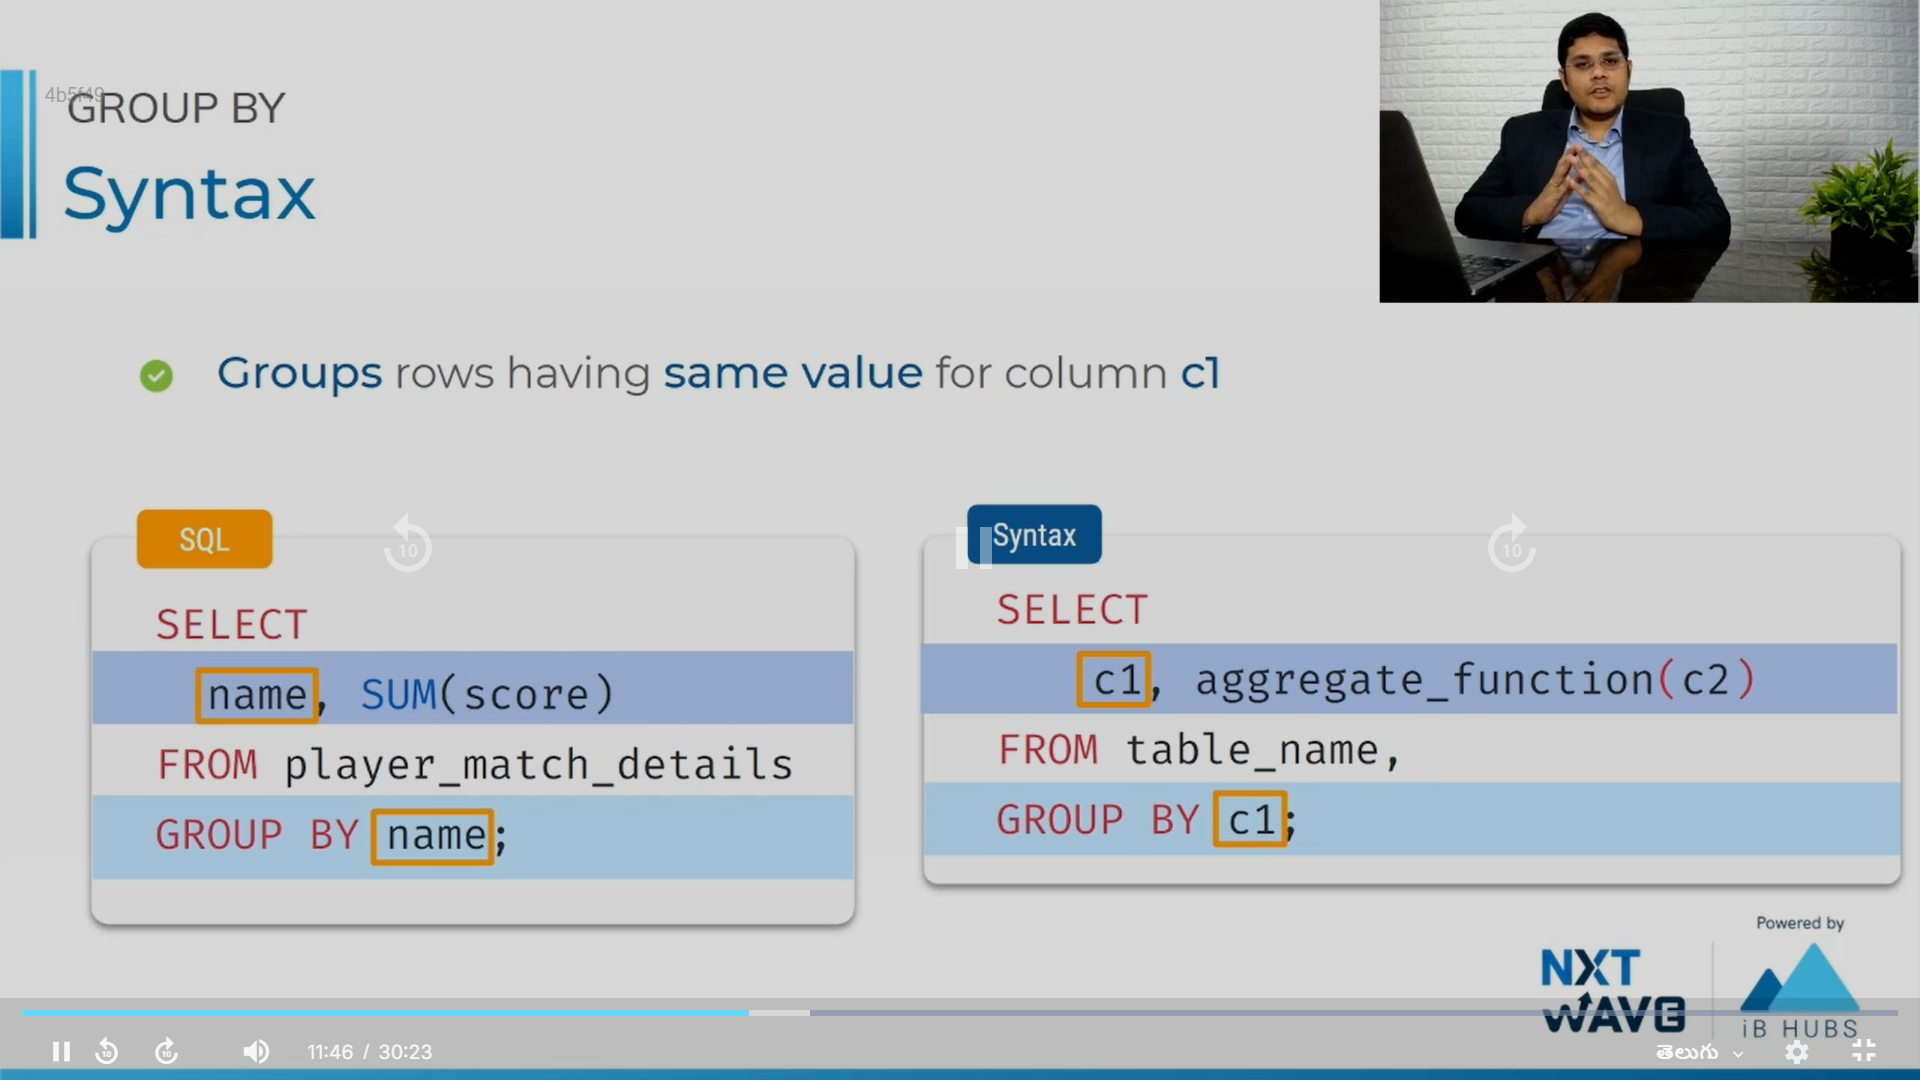 4b5f49
GROUP BY
Syntax
Groups rows having same value for column c1
SQL
SELECT
name, SUM(score)
FROM player_match_details
GROUP BY name;
Syntax
SELECT
c1, aggregate_function(c2)
FROM table_name,
GROUP BY c1;
10
10
Powered by
NXT
WAVE
iB HUBS
10
10
11:46 / 30:23
తెలుగు